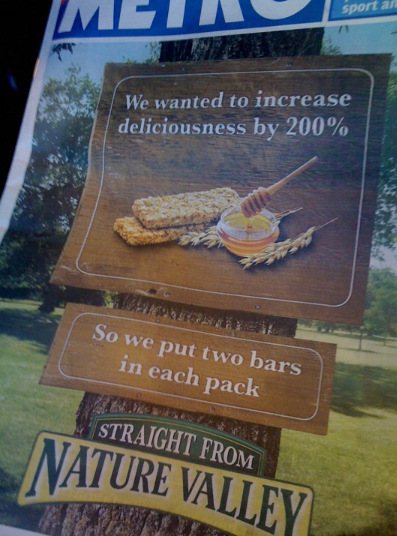 METRO
sport an
We wanted to increase
deliciousness by 200%
So we put two bars
in each pack
STRAIGHT FROM
NATURE VALLEY